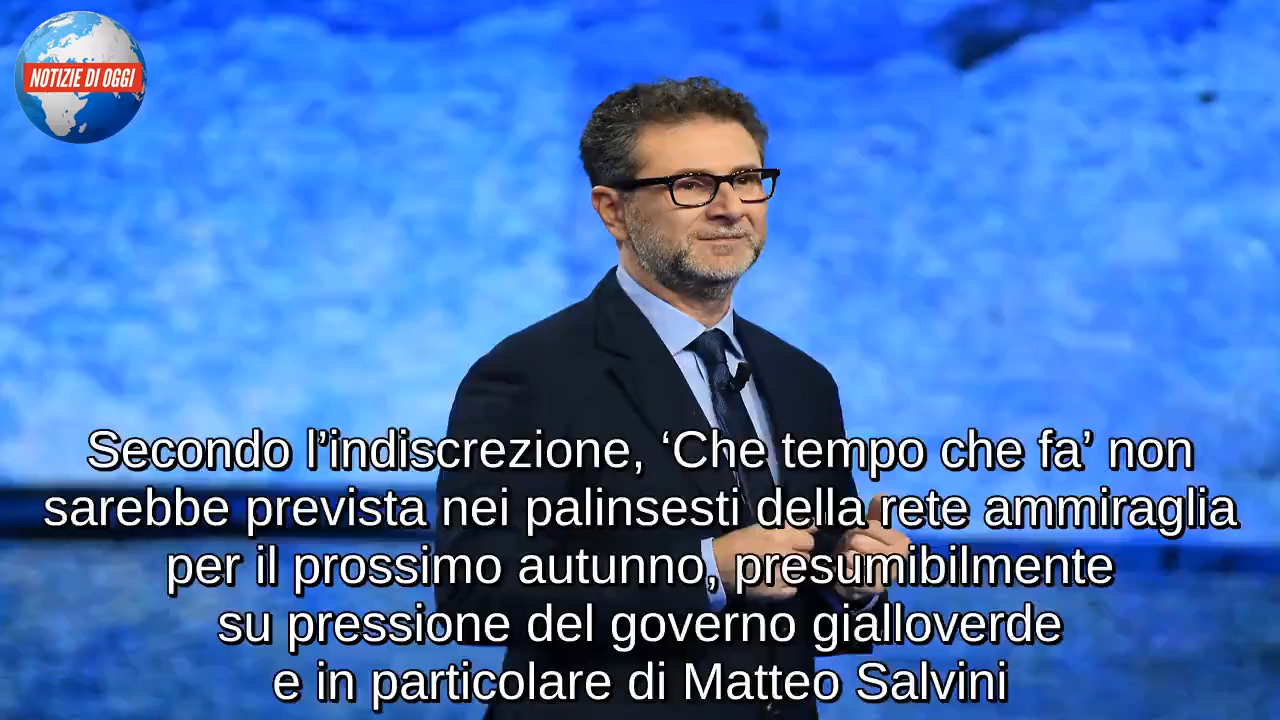 NOTIZIE DI OGGI
Secondo l’indiscrezione, ‘Che tempo che fa’ non
sarebbe prevista nei palinsesti della rete ammiraglia
per il prossimo autunno, presumibilmente
su pressione del governo gialloverde
e in particolare di Matteo Salvini